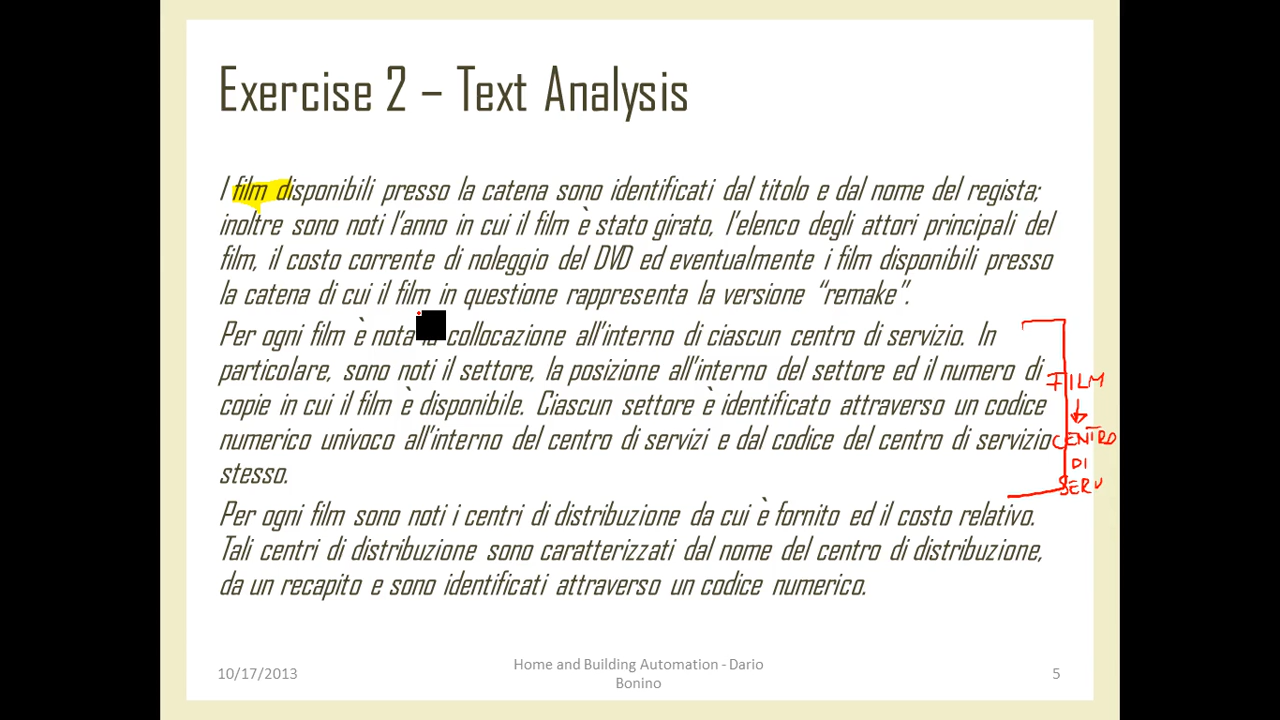 Exercise 2 – Text Analysis
I film disponibili presso la catena sono identificati dal titolo e dal nome del regista;
inoltre sono noti l'anno in cui il film è stato girato, l'elenco degli attori principali del
film, il costo corrente di noleggio del DVD ed eventualmente i film disponibili presso
la catena di cui il film in questione rappresenta la versione “remake”.
Per ogni film è nota collocazione all'interno di ciascun centro di servizio. In
particolare, sono noti il settore, la posizione all'interno del settore ed il numero di
copie in cui il film è disponibile. Ciascun settore è identificato attraverso un codice
numerico univoco all'interno del centro di servizi e dal codice del centro di servizio
stesso.
FILM
CENTRO
DI
SERV
Per ogni film sono noti i centri di distribuzione da cui è fornito ed il costo relativo.
Tali centri di distribuzione sono caratterizzati dal nome del centro di distribuzione,
da un recapito e sono identificati attraverso un codice numerico.
10/17/2013
Home and Building Automation - Dario
Bonino
5